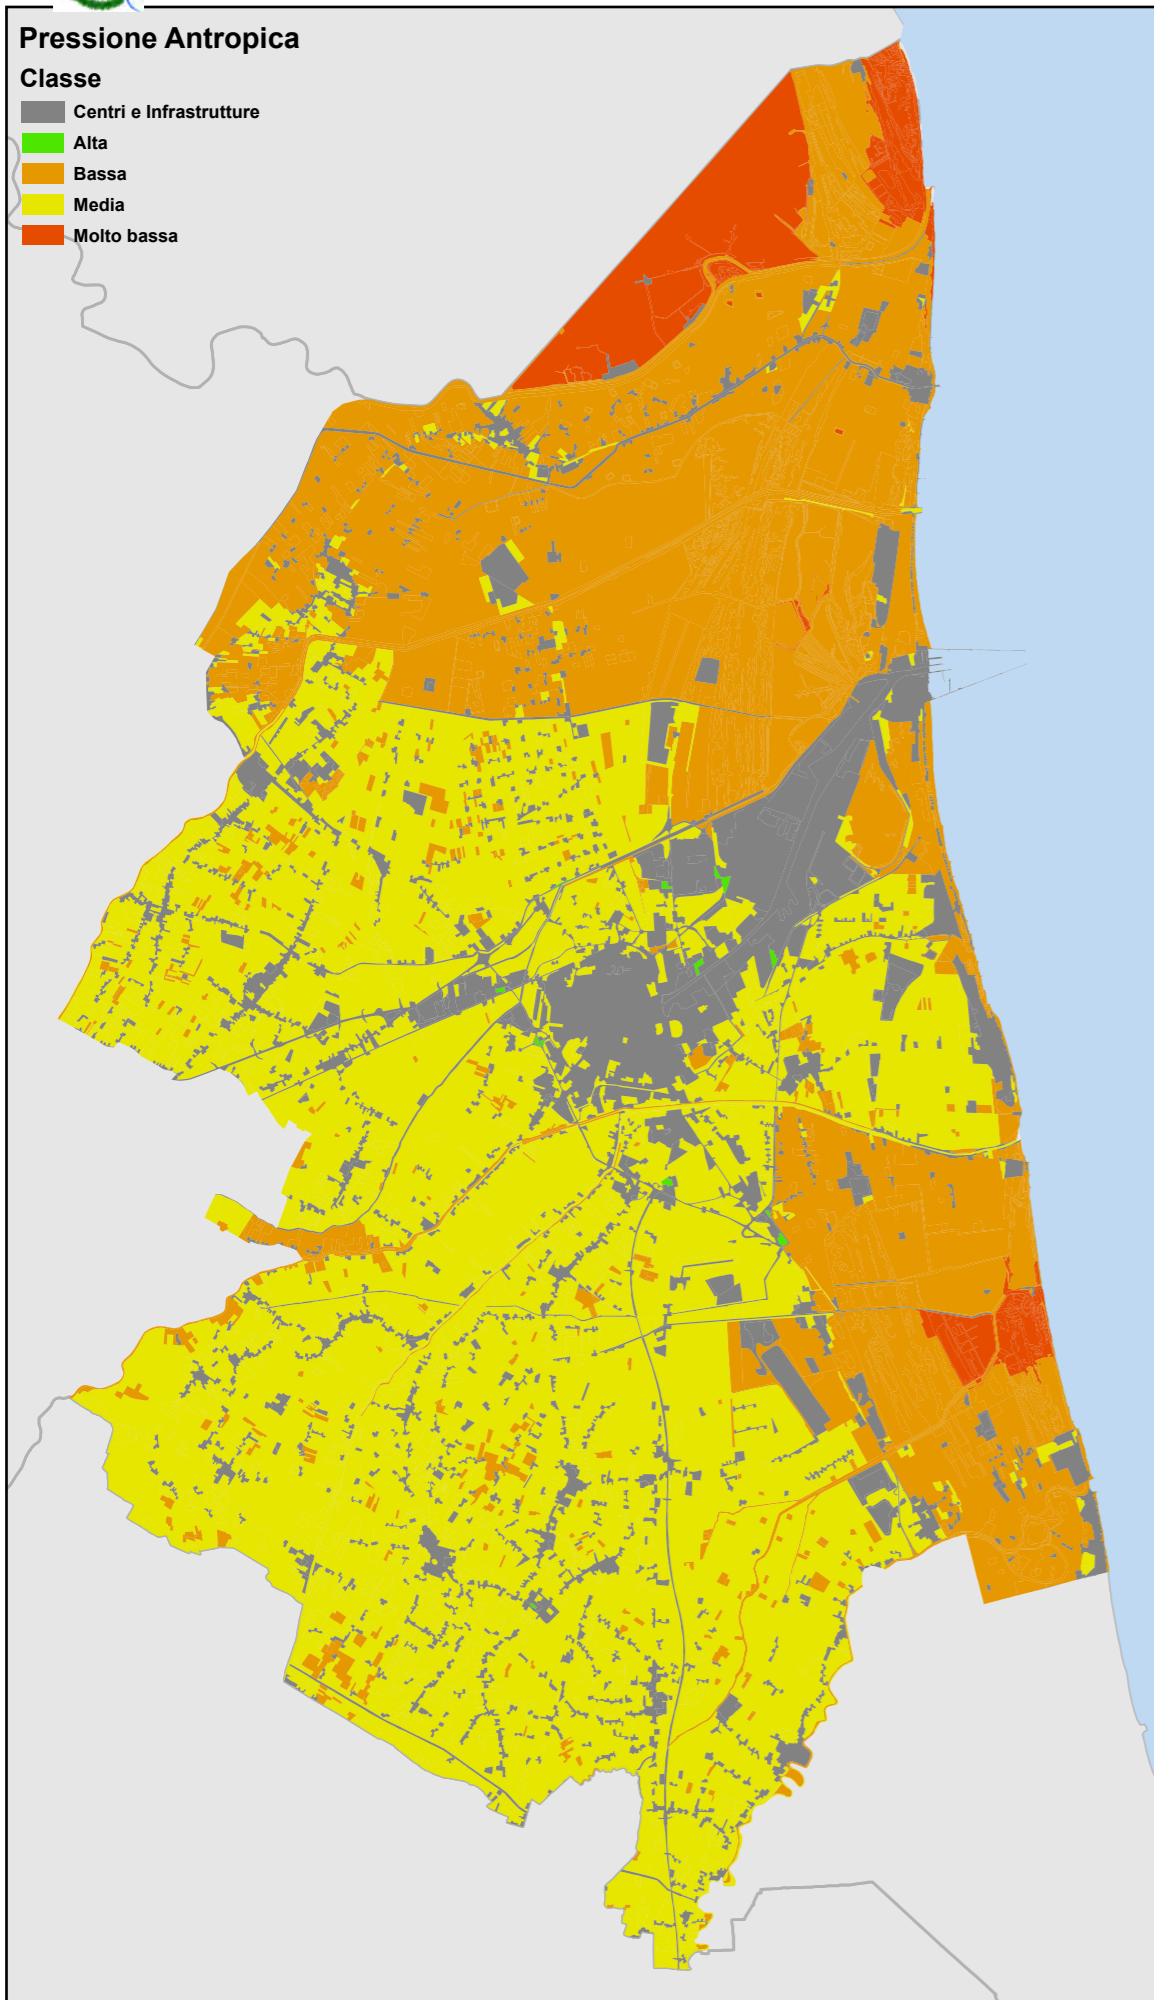 Pressione Antropica
Classe
Centri e Infrastrutture
Alta
Bassa
Media
Molto bassa